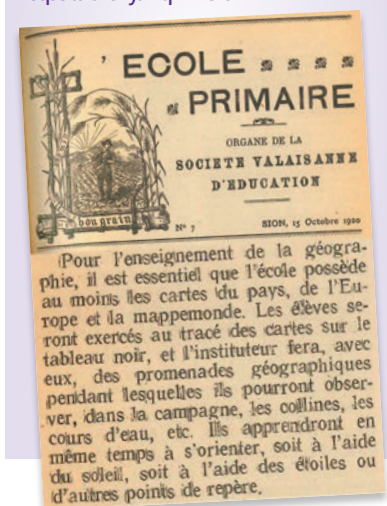 ' ECOLE
PRIMAIRE
ORGANE DE LA
SOCIETE VALAISANNE
D'EDUCATION
bon grain
N° 7 SION, 15 Octobre 1920
Pour l'enseignement de la géogra-
phie, il est essentiel que l'école possède
au moins les cartes du pays, de l'Eu-
rope et la mappemonde. Les élèves se-
ront exercés au tracé des cartes sur le
tableau noir, et l'instituteur fera, avec
eux, des promenades géographiques
pendant lesquelles ils pourront obser-
ver, dans la campagne, les collines, les
cours d'eau, etc. Ils apprendront en
même temps à s'orienter, soit à l'aide
du soleil, soit à l'aide des étoiles ou
d'autres points de repère.